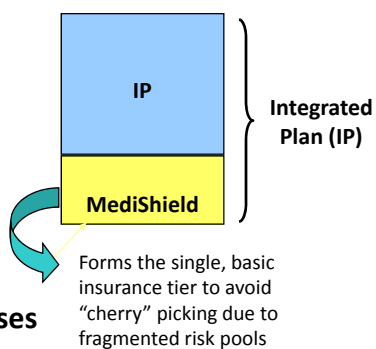 IP
Integrated
Plan (IP)
MediShield
Forms the single, basic
insurance tier to avoid
“cherry” picking due to
fragmented risk pools
ses